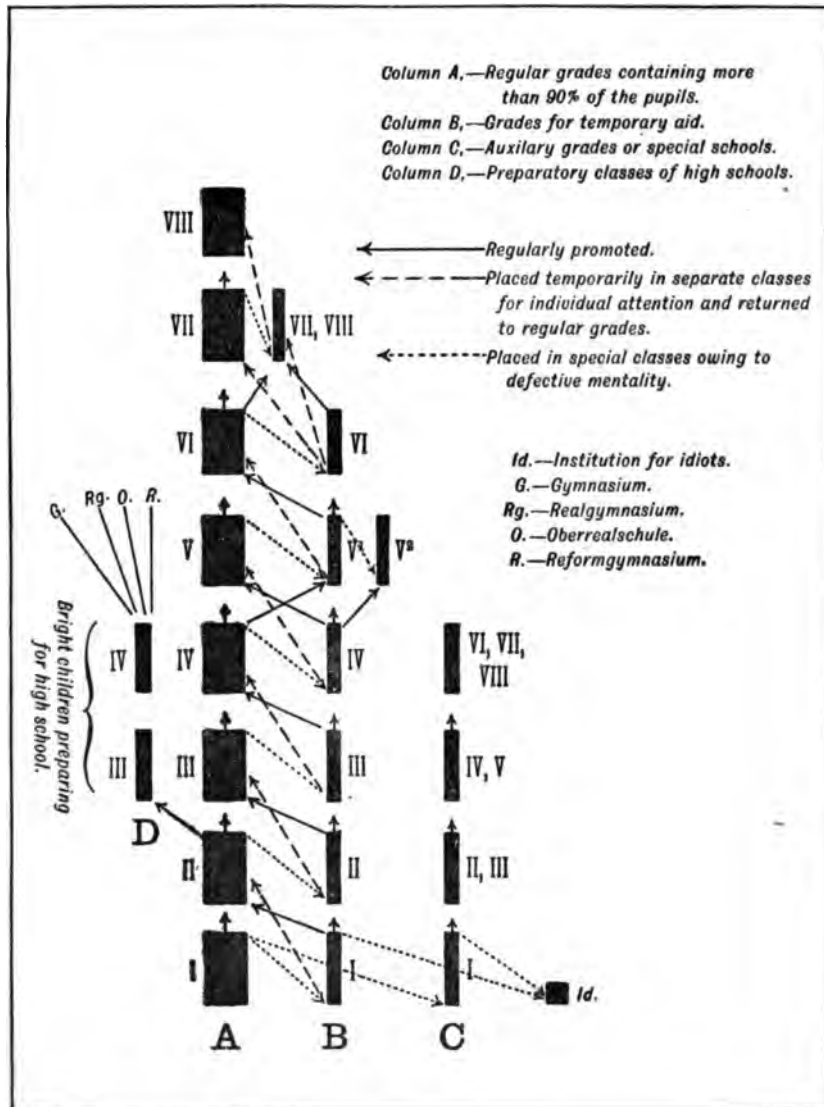 Column A,—Regular grades containing more
than 90% of the pupils.
Column B,—Grades for temporary aid.
Column C,—Auxilary grades or special schools.
Column D,—Preparatory classes of high schools.
Regularly promoted.
Placed temporarily in separate classes
for individual attention and returned
to regular grades.
Placed in special classes owing to
defective mentality.
Id.—Institution for idiots.
G.—Gymnasium.
Rg.—Realgymnasium.
O.—Oberrealschule.
R.—Reformgymnasium.
VIII
VII
VII, VIII
VI
VI
G. Rg. O. R.
V
V¹
V²
Bright children preparing
for high school.
IV
IV
IV
VI, VII,
VIII
III
III
III
IV, V
D
II
II
II, III
I
I
I
Id.
A
B
C